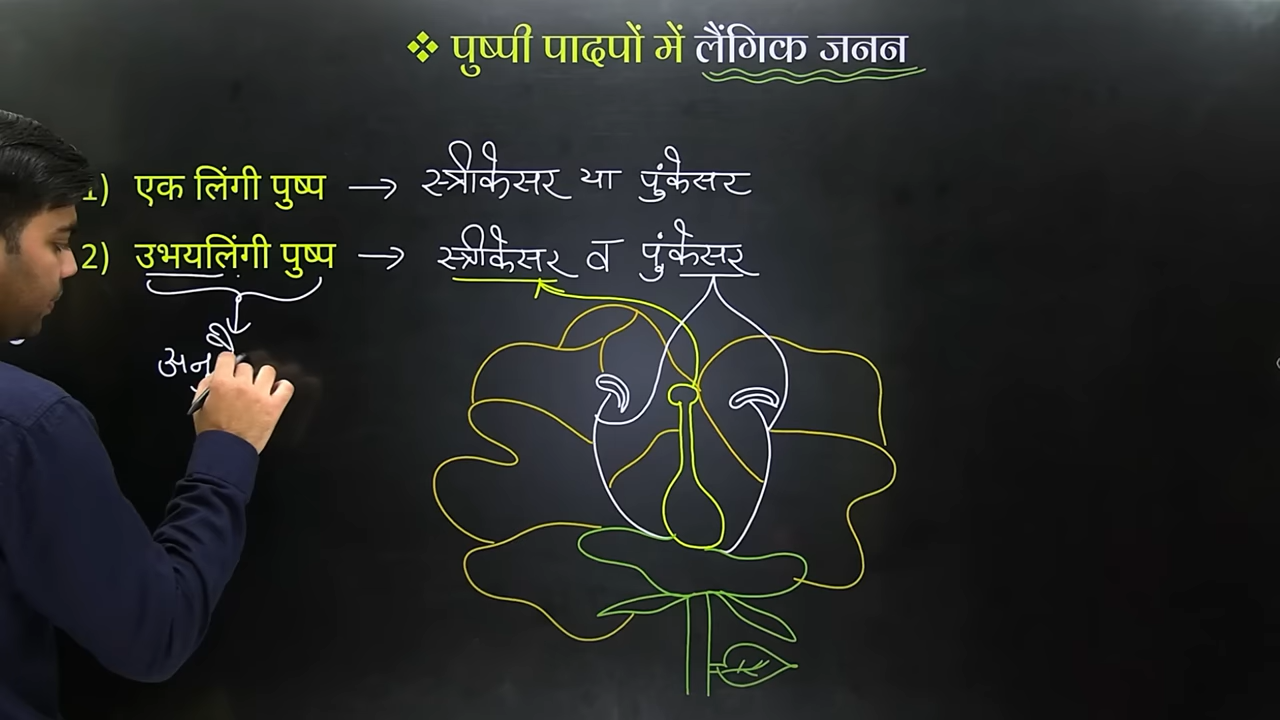 ❖ पुष्पी पादपों में लैंगिक जनन
1) एक लिंगी पुष्प → स्त्रीकेसर या पुंकेसर
2) उभयलिंगी पुष्प → स्त्रीकेसर व पुंकेसर